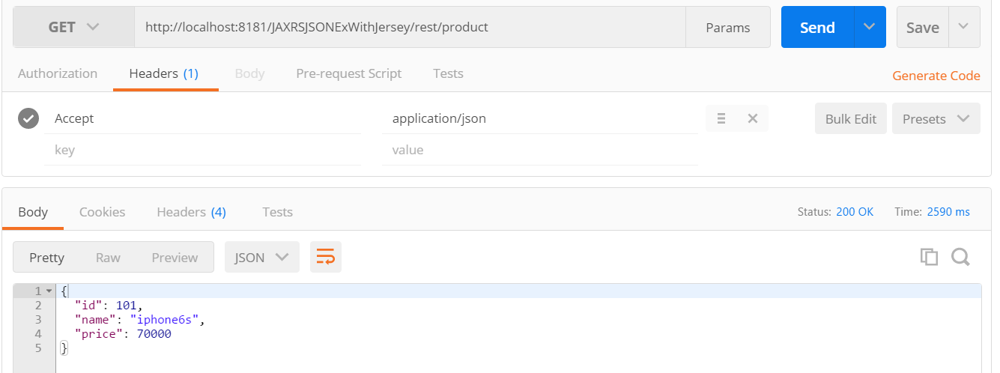 GET http://localhost:8181/JAXRSJSONExWithJersey/rest/product Params Send Save
Authorization Headers (1) Body Pre-request Script Tests Generate Code
Accept application/json Bulk Edit Presets
key value
Body Cookies Headers (4) Tests Status: 200 OK Time: 2590 ms
Pretty Raw Preview JSON
1 {
2 "id": 101,
3 "name": "iphone6s",
4 "price": 70000
5 }